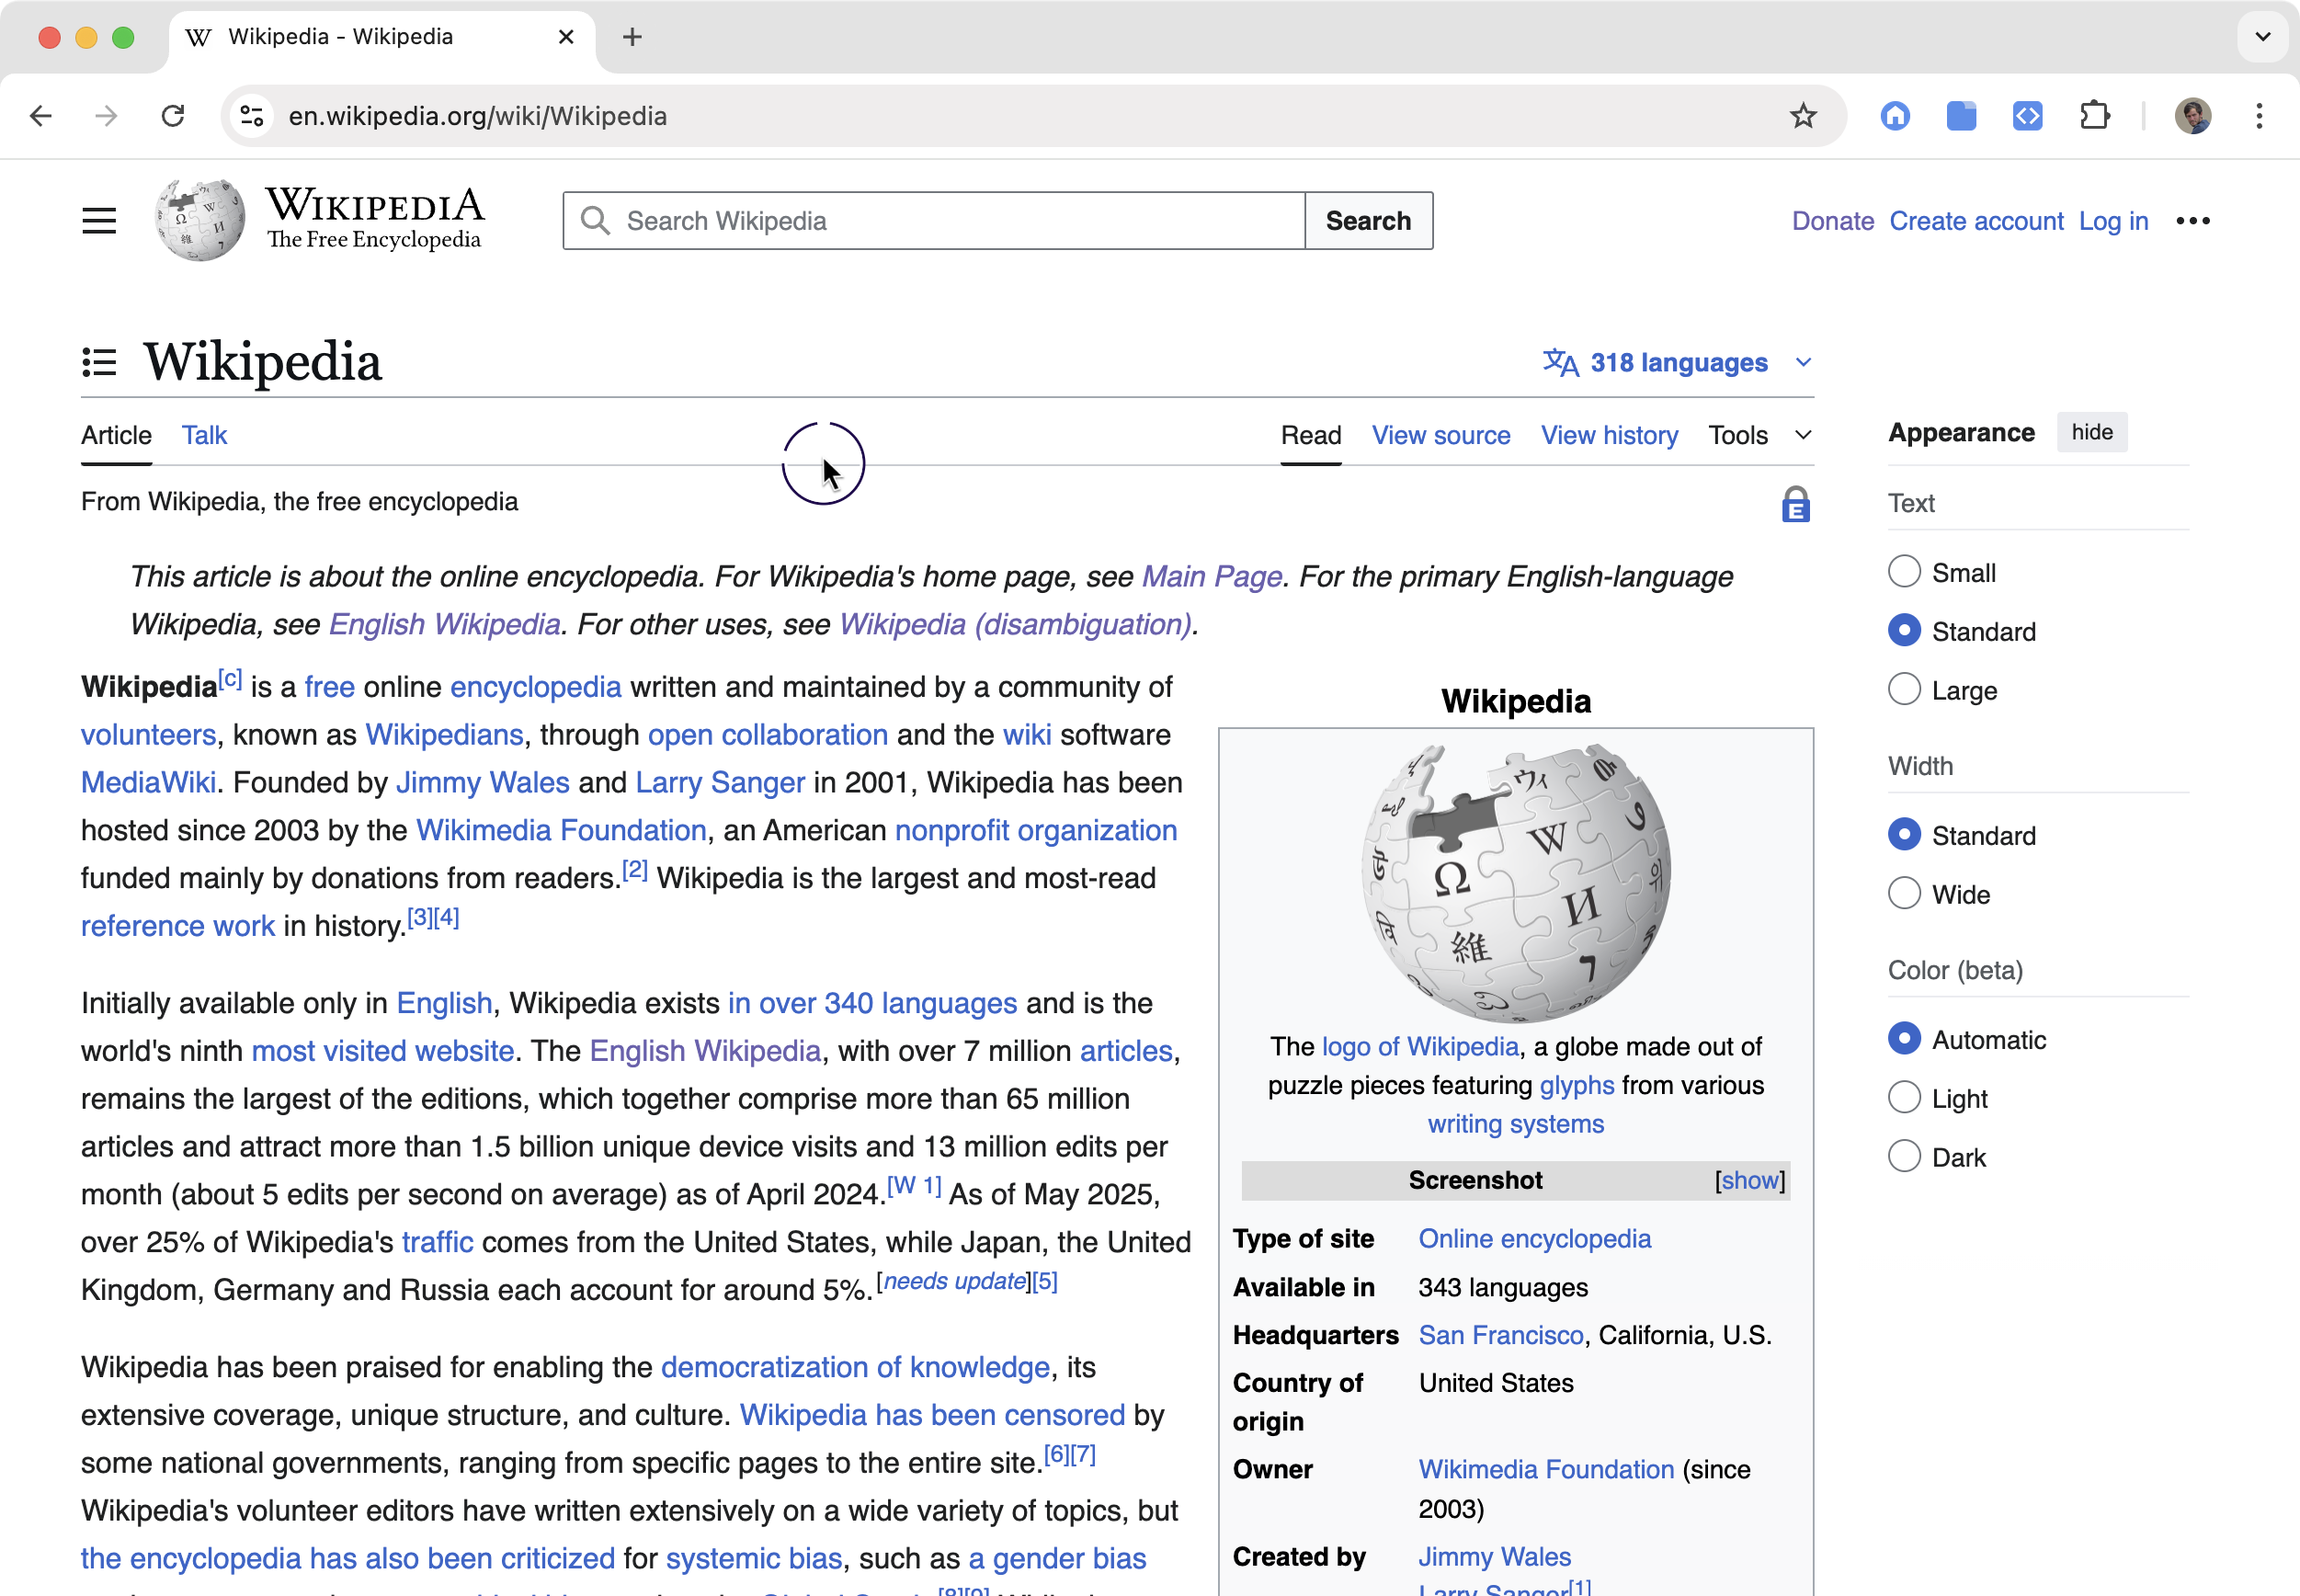 Wikipedia - Wikipedia
en.wikipedia.org/wiki/Wikipedia
WIKIPEDIA
The Free Encyclopedia
Search Wikipedia
Search
Donate Create account Log in
Wikipedia
318 languages
Article Talk
Read View source View history Tools
From Wikipedia, the free encyclopedia
This article is about the online encyclopedia. For Wikipedia's home page, see Main Page. For the primary English-language
Wikipedia, see English Wikipedia. For other uses, see Wikipedia (disambiguation).
Wikipedia[c] is a free online encyclopedia written and maintained by a community of
volunteers, known as Wikipedians, through open collaboration and the wiki software
MediaWiki. Founded by Jimmy Wales and Larry Sanger in 2001, Wikipedia has been
hosted since 2003 by the Wikimedia Foundation, an American nonprofit organization
funded mainly by donations from readers.[2] Wikipedia is the largest and most-read
reference work in history.[3][4]
Initially available only in English, Wikipedia exists in over 340 languages and is the
world's ninth most visited website. The English Wikipedia, with over 7 million articles,
remains the largest of the editions, which together comprise more than 65 million
articles and attract more than 1.5 billion unique device visits and 13 million edits per
month (about 5 edits per second on average) as of April 2024.[W 1] As of May 2025,
over 25% of Wikipedia's traffic comes from the United States, while Japan, the United
Kingdom, Germany and Russia each account for around 5%.[needs update][5]
Wikipedia has been praised for enabling the democratization of knowledge, its
extensive coverage, unique structure, and culture. Wikipedia has been censored by
some national governments, ranging from specific pages to the entire site.[6][7]
Wikipedia's volunteer editors have written extensively on a wide variety of topics, but
the encyclopedia has also been criticized for systemic bias, such as a gender bias
Wikipedia
Ω W И 維 ウィ
The logo of Wikipedia, a globe made out of
puzzle pieces featuring glyphs from various
writing systems
Screenshot [show]
Type of site Online encyclopedia
Available in 343 languages
Headquarters San Francisco, California, U.S.
Country of United States
origin
Owner Wikimedia Foundation (since
2003)
Created by Jimmy Wales
Larry Sanger[1]
Appearance hide
Text
Small
Standard
Large
Width
Standard
Wide
Color (beta)
Automatic
Light
Dark